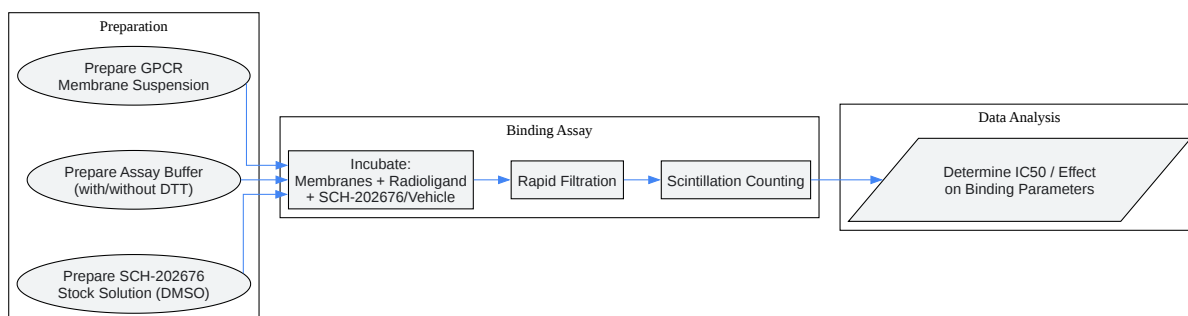 Preparation
Prepare GPCR
Membrane Suspension
Prepare Assay Buffer
(with/without DTT)
Prepare SCH-202676
Stock Solution (DMSO)
Binding Assay
Incubate:
Membranes + Radioligand
+ SCH-202676/Vehicle
Rapid Filtration
Scintillation Counting
Data Analysis
Determine IC50 / Effect
on Binding Parameters